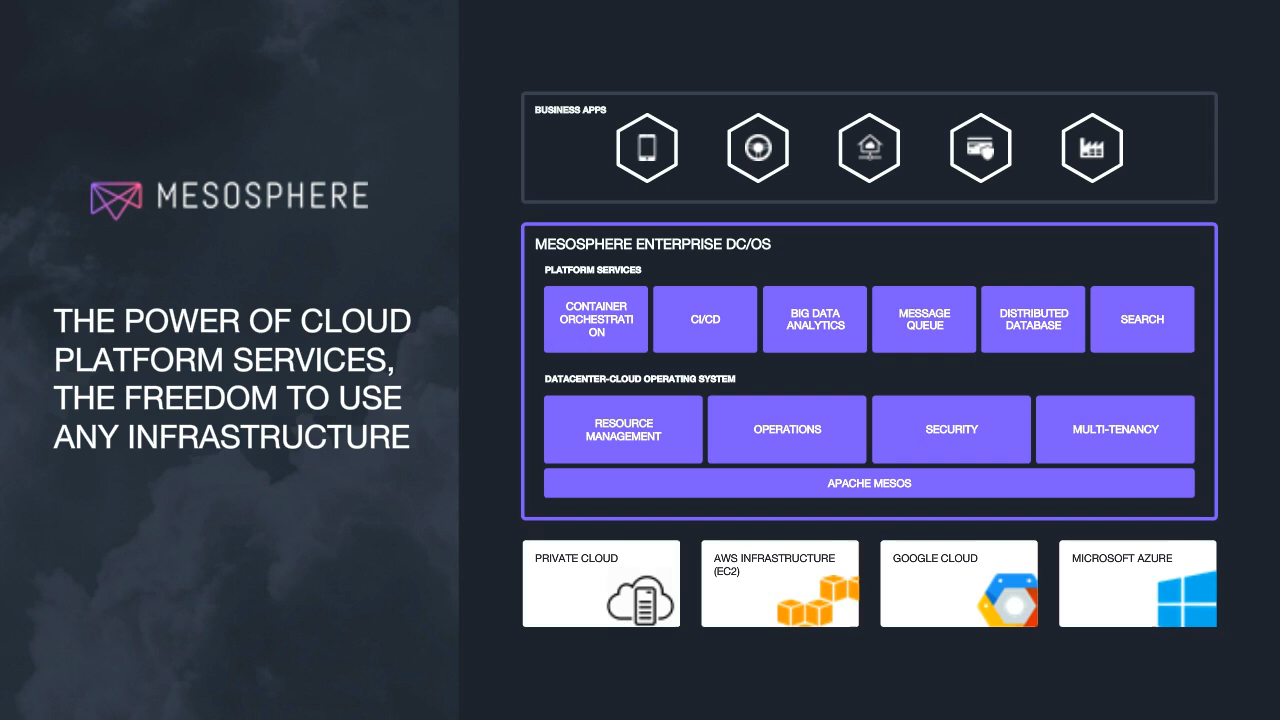 MESOSPHERE
THE POWER OF CLOUD
PLATFORM SERVICES,
THE FREEDOM TO USE
ANY INFRASTRUCTURE
BUSINESS APPS
MESOSPHERE ENTERPRISE DC/OS
PLATFORM SERVICES
CONTAINER
ORCHESTRATI
ON
CI/CD
BIG DATA
ANALYTICS
MESSAGE
QUEUE
DISTRIBUTED
DATABASE
SEARCH
DATACENTER-CLOUD OPERATING SYSTEM
RESOURCE
MANAGEMENT
OPERATIONS
SECURITY
MULTI-TENANCY
APACHE MESOS
PRIVATE CLOUD
AWS INFRASTRUCTURE
(EC2)
GOOGLE CLOUD
MICROSOFT AZURE